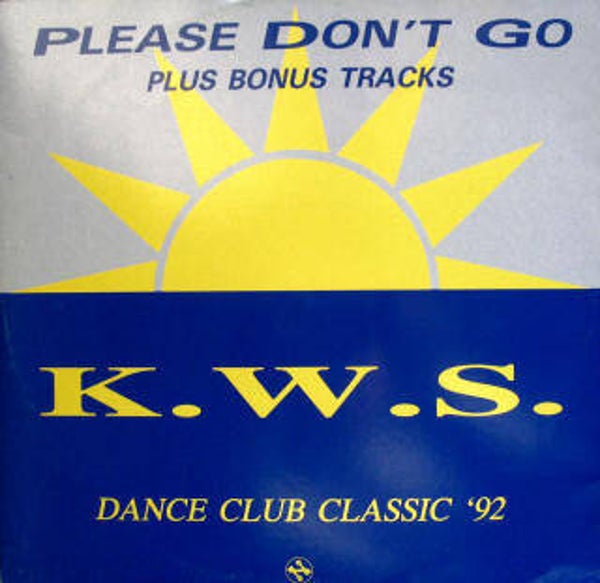 PLEASE DON'T GO
PLUS BONUS TRACKS
K.W.S.
DANCE CLUB CLASSIC '92